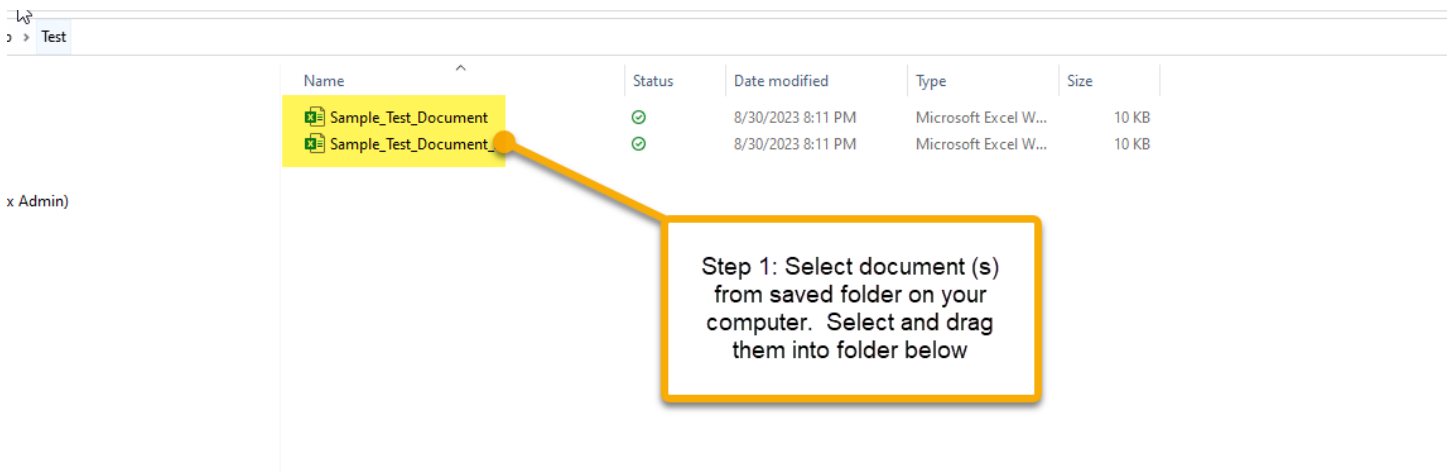 > Test
Name Status Date modified Type Size
Sample_Test_Document 8/30/2023 8:11 PM Microsoft Excel W... 10 KB
Sample_Test_Document_ 8/30/2023 8:11 PM Microsoft Excel W... 10 KB
x Admin)
Step 1: Select document (s)
from saved folder on your
computer. Select and drag
them into folder below